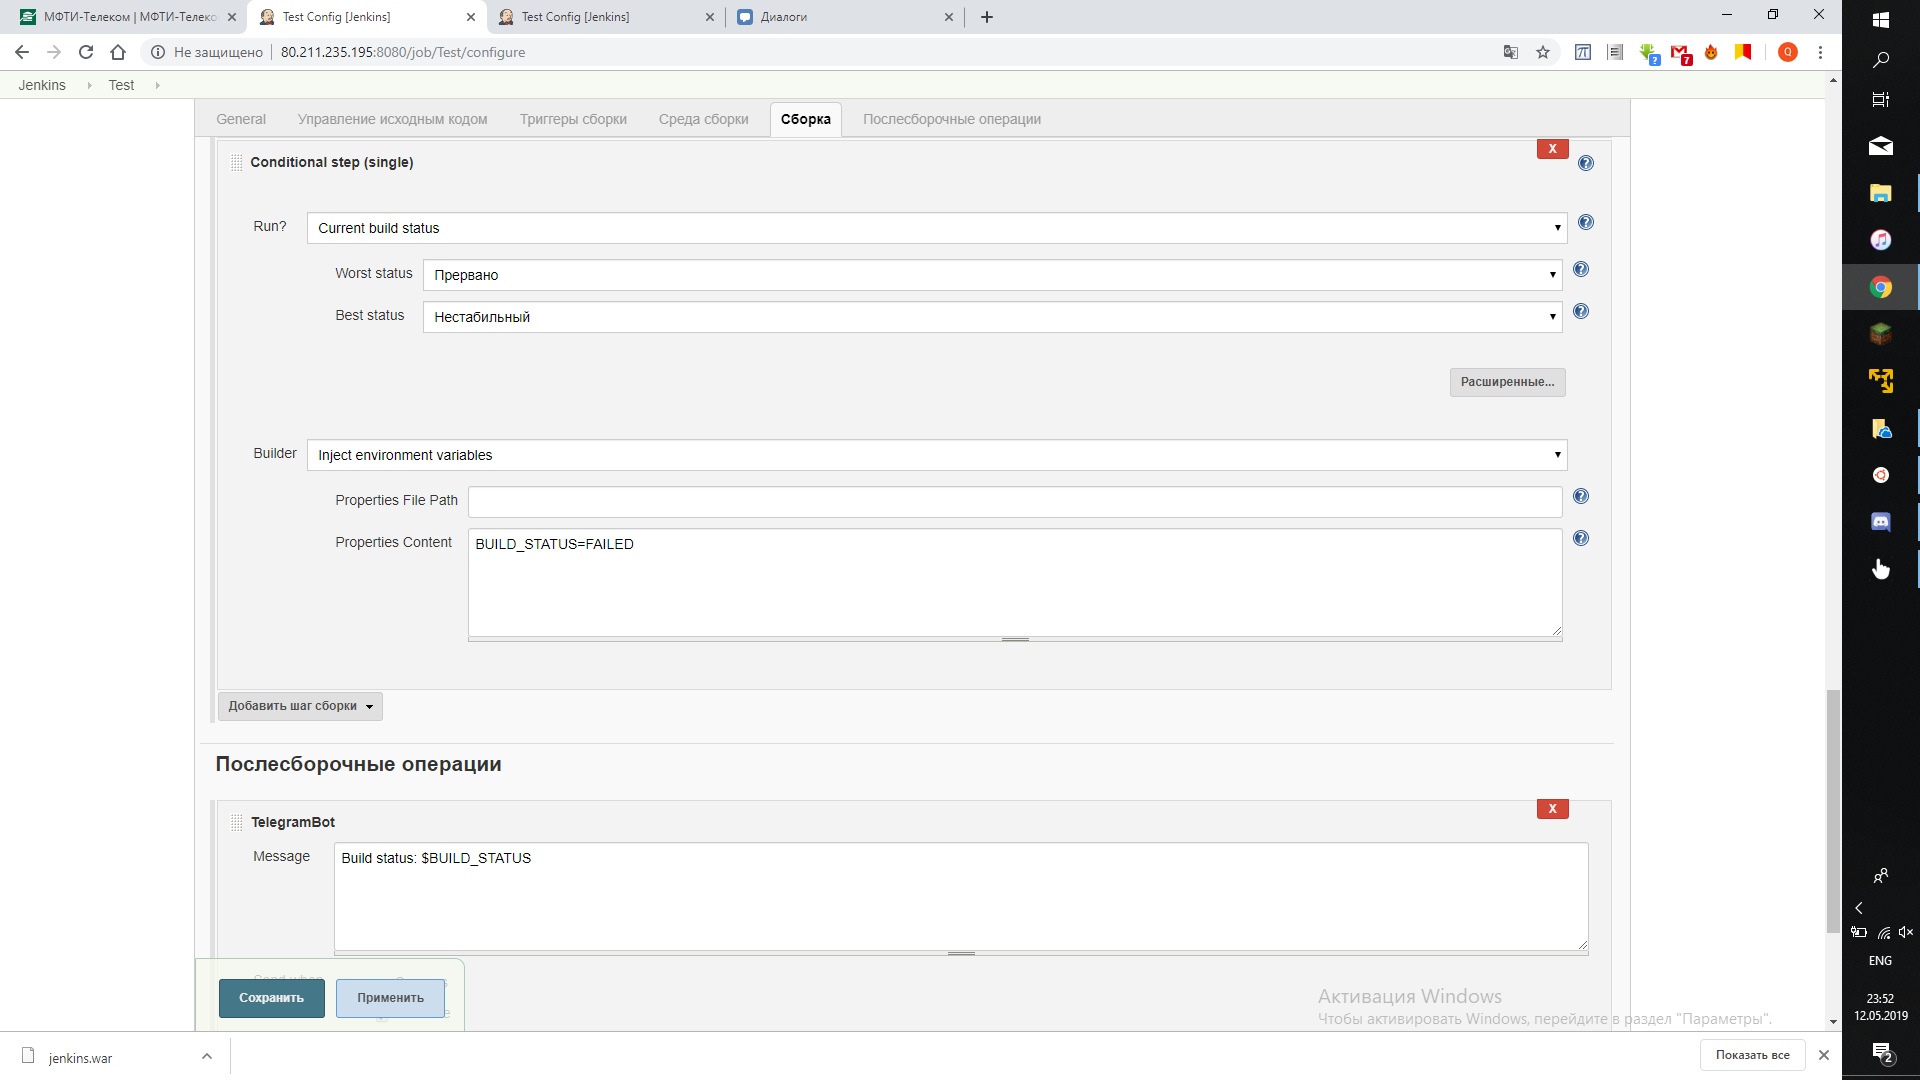 МФТИ-Телеком | МФТИ-Телеко
Test Config [Jenkins]
Test Config [Jenkins]
Диалоги
Не защищено
80.211.235.195:8080/job/Test/configure
7
Q
Jenkins
Test
General
Управление исходным кодом
Триггеры сборки
Среда сборки
Сборка
Послесборочные операции
Conditional step (single)
X
Run?
Current build status
Worst status
Прервано
Best status
Нестабильный
Расширенные...
Builder
Inject environment variables
Properties File Path
Properties Content
BUILD_STATUS=FAILED
Добавить шаг сборки
Послесборочные операции
TelegramBot
X
Message
Build status: $BUILD_STATUS
Сохранить
Применить
Активация Windows
Чтобы активировать Windows, перейдите в раздел "Параметры".
jenkins.war
Показать все
ENG
23:52
12.05.2019
2